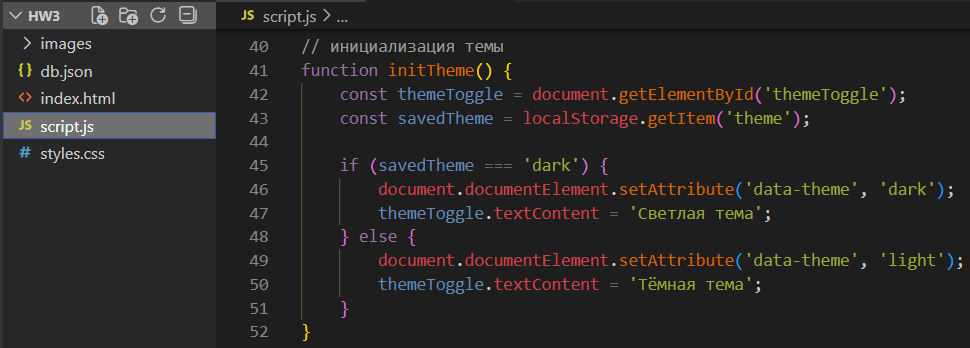 HW3
images
{} db.json
<> index.html
JS script.js
# styles.css
JS script.js > ...
40 // инициализация темы
41 function initTheme() {
42     const themeToggle = document.getElementById('themeToggle');
43     const savedTheme = localStorage.getItem('theme');
44
45     if (savedTheme === 'dark') {
46         document.documentElement.setAttribute('data-theme', 'dark');
47         themeToggle.textContent = 'Светлая тема';
48     } else {
49         document.documentElement.setAttribute('data-theme', 'light');
50         themeToggle.textContent = 'Тёмная тема';
51     }
52 }